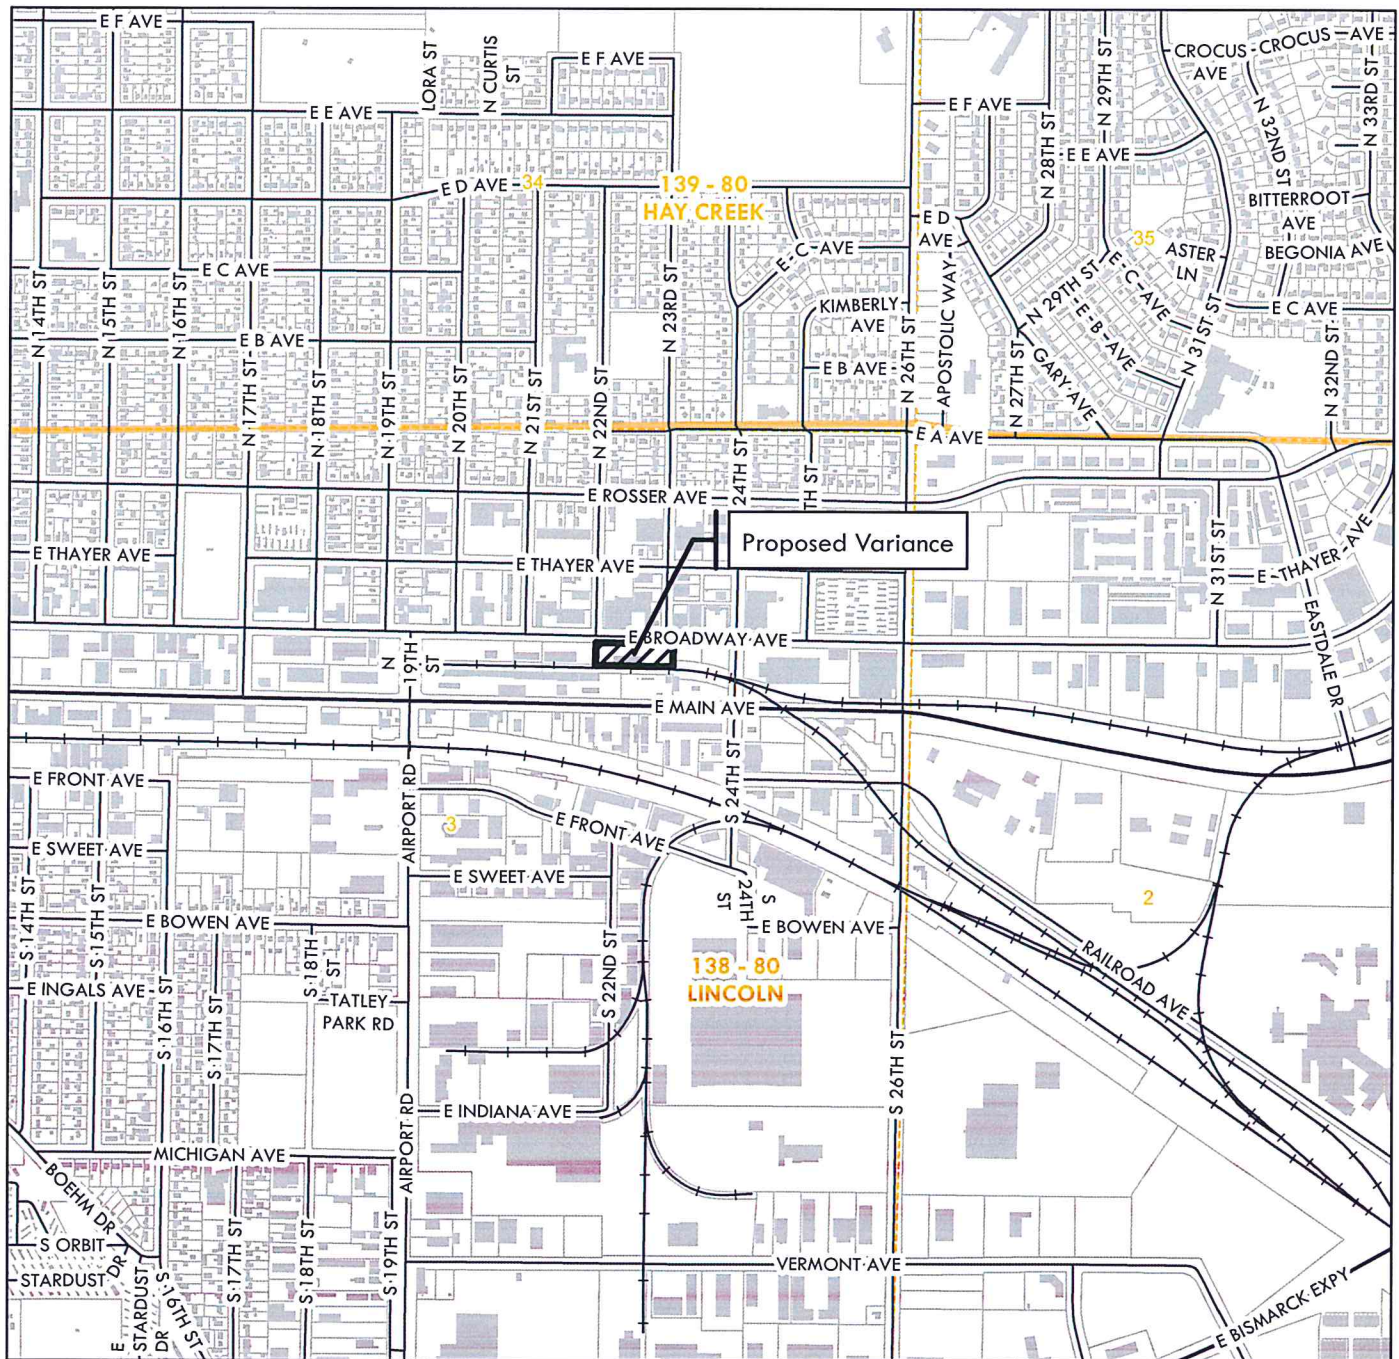 E F AVE
LORA ST
N CURTIS
ST
E F AVE
CROCUS
AVE
CROCUS AVE
N 29TH ST
N 33RD ST
E E AVE
E F AVE
N 28TH ST
N 32ND ST
E E AVE
E D AVE
34
139 - 80
HAY CREEK
E D
AVE
BITTERROOT
AVE
BEGONIA AVE
35
ASTER
LN
E C AVE
E C AVE
N 14TH ST
N 15TH ST
N 16TH ST
N 23RD ST
KIMBERLY
AVE
N 26TH ST
APOSTOLIC WAY
N 29TH ST
E C AVE
E B AVE
N 31ST ST
E C AVE
E B AVE
N 17TH ST
N 18TH ST
N 19TH ST
N 20TH ST
N 21ST ST
N 22ND ST
E B AVE
N 27TH ST
GARY AVE
N 32ND ST
E A AVE
E ROSSER AVE
24TH ST
TH ST
E THAYER AVE
E THAYER AVE
Proposed Variance
N 31ST ST
E THAYER AVE
EASTDALE DR
E BROADWAY AVE
N
19TH
ST
E MAIN AVE
E FRONT AVE
AIRPORT RD
S 24TH ST
3
E FRONT AVE
E SWEET AVE
E SWEET AVE
S 14TH ST
S 15TH ST
S
24TH
ST
2
E BOWEN AVE
E BOWEN AVE
S 18TH
ST
S 22ND ST
RAILROAD AVE
138 - 80
LINCOLN
E INGALS AVE
S 16TH ST
S 17TH ST
TATLEY
PARK RD
S 26TH ST
E INDIANA AVE
AIRPORT RD
MICHIGAN AVE
BOEHM DR
S ORBIT
DR
STARDUST
E
STARDUST
DR
S 16TH ST
S 17TH ST
S 18TH ST
S 19TH ST
VERMONT AVE
E BISMARCK EXPY